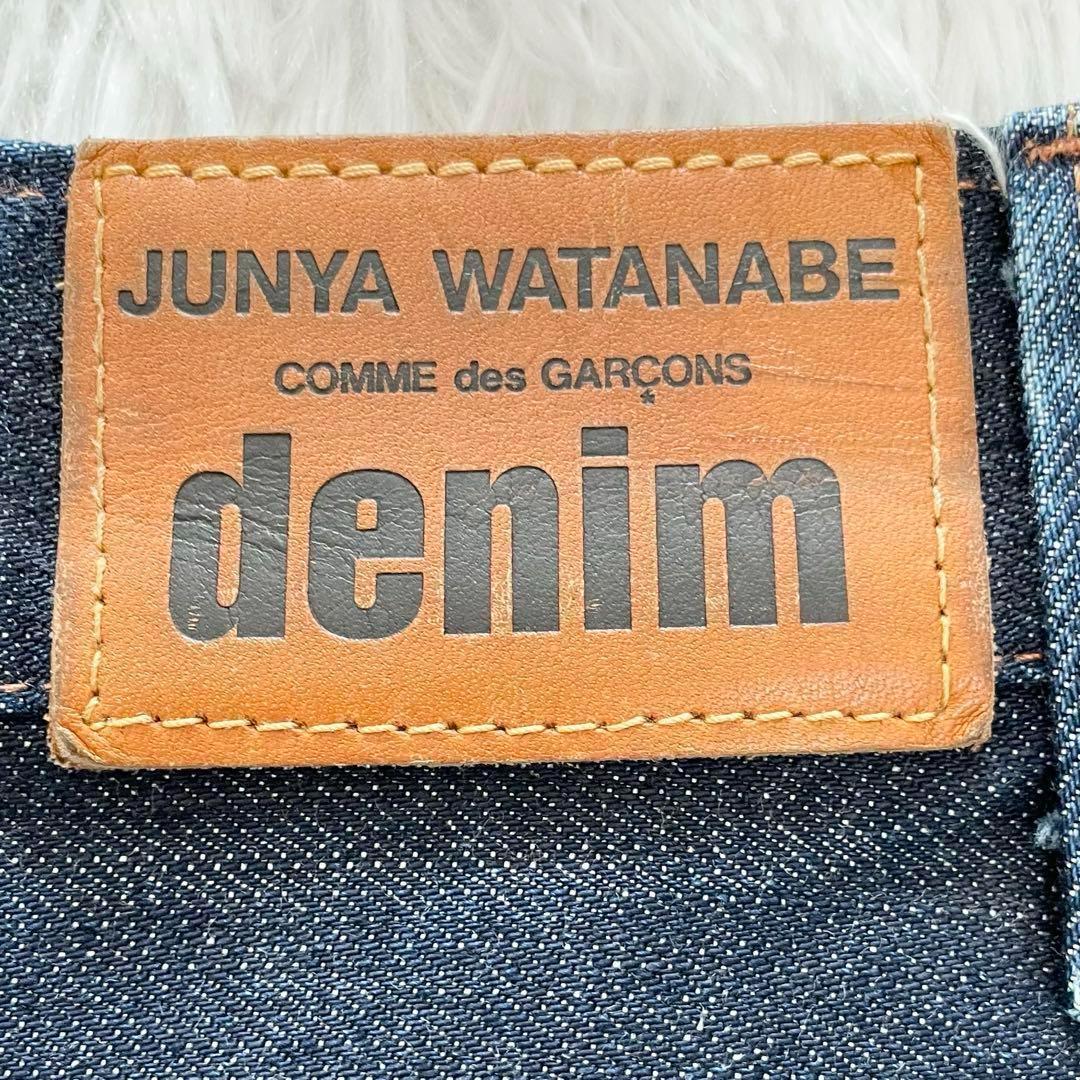 JUNYA WATANABE
COMME des GARÇONS
denim